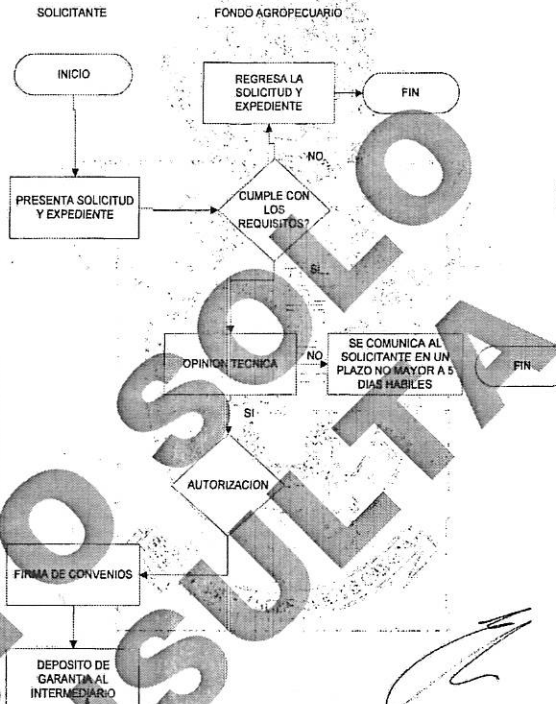 SOLICITANTE
FONDO AGROPECUARIO
INICIO
REGRESA LA
SOLICITUD Y
EXPEDIENTE
FIN
NO
PRESENTA SOLICITUD
Y EXPEDIENTE
CUMPLE CON
LOS
REQUISITOS?
SI
OPINION TECNICA
NO
SE COMUNICA AL
SOLICITANTE EN UN
PLAZO NO MAYOR A 5
DIAS HABILES
FIN
SI
AUTORIZACION
FIRMA DE CONVENIOS
DEPOSITO DE
GARANTIA AL
INTERMEDIARIO
SOLO
SULTA
O